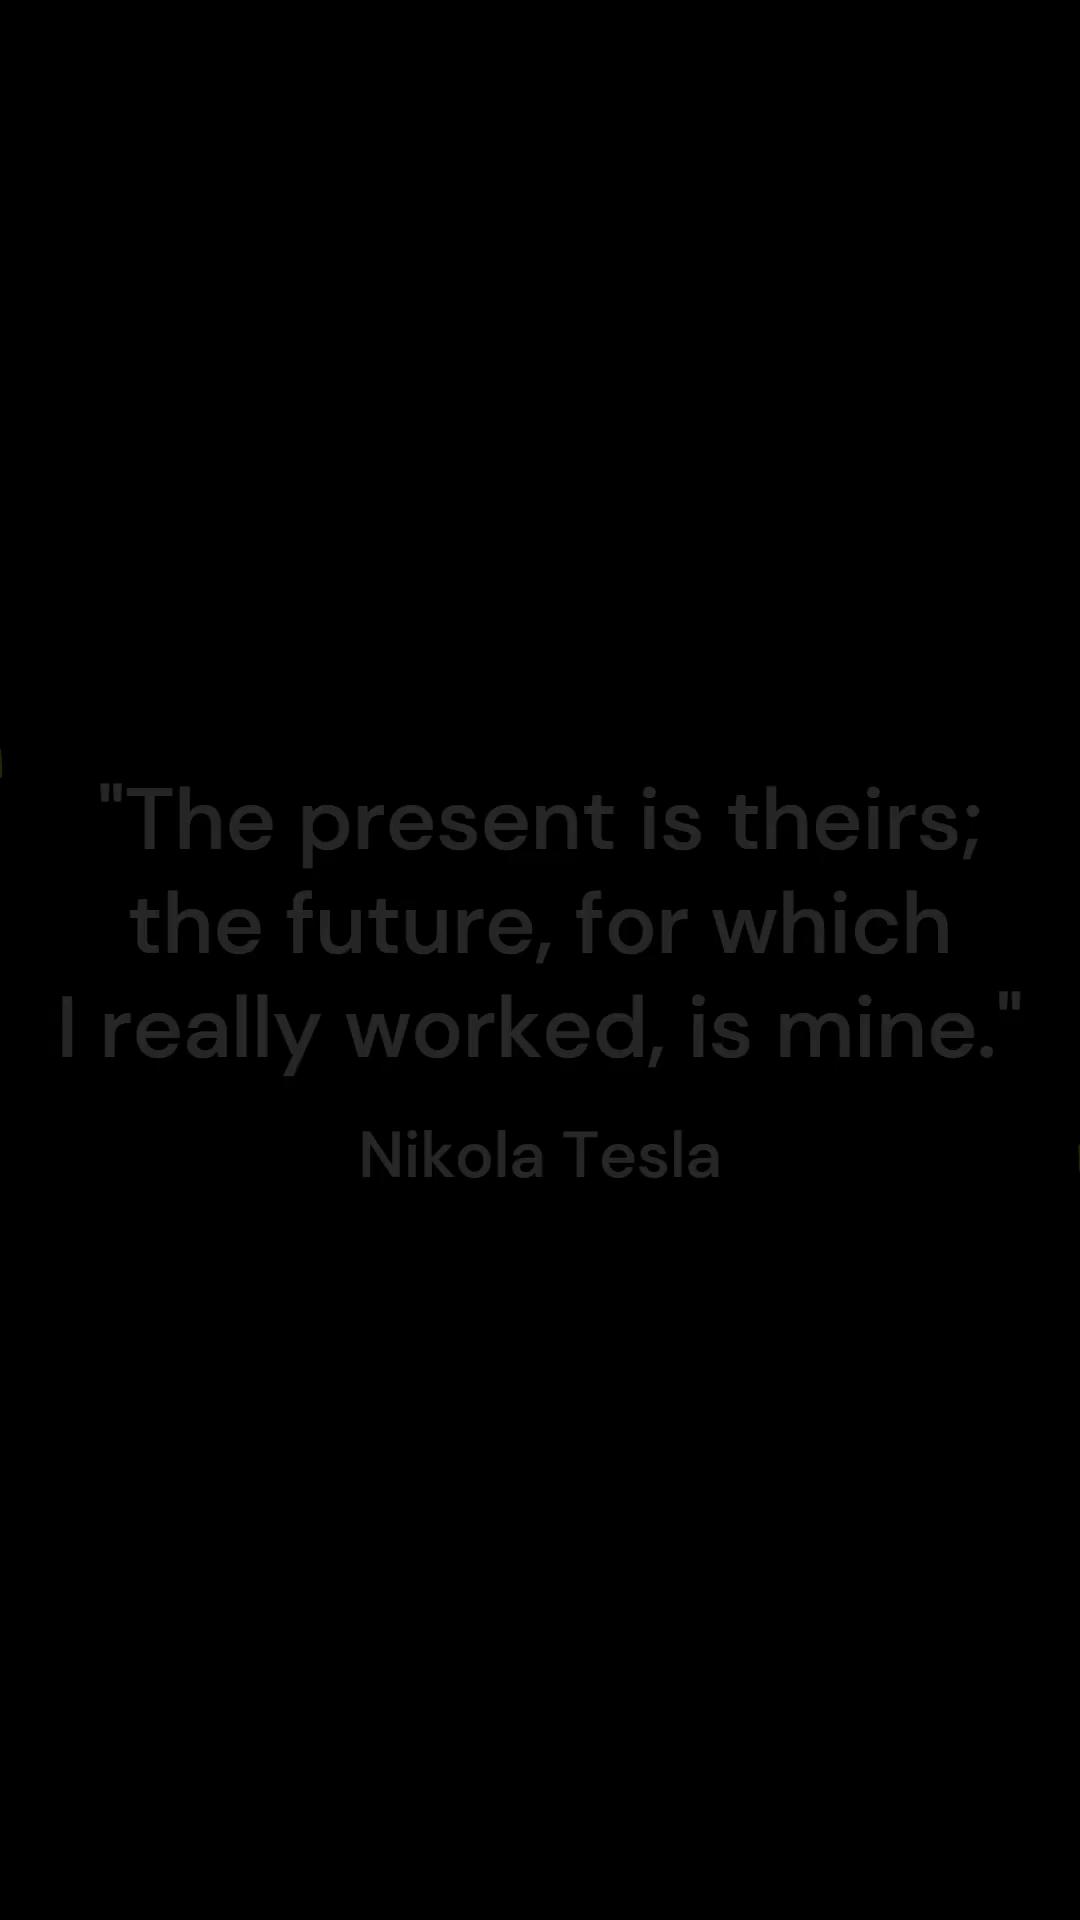 "The present is theirs;
the future, for which
I really worked, is mine."
Nikola Tesla